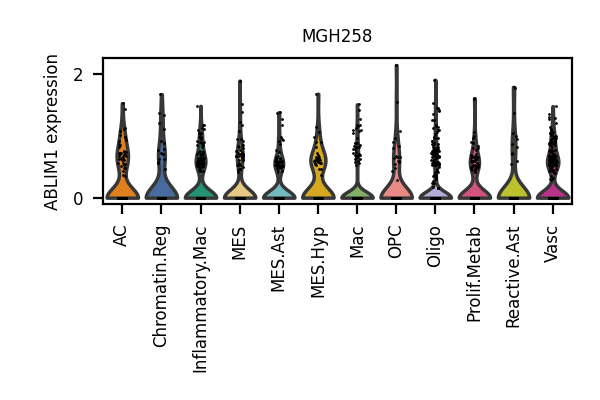 MGH258
ABLIM1 expression
2
0
AC
Chromatin.Reg
Inflammatory.Mac
MES
MES.Ast
MES.Hyp
Mac
OPC
Oligo
Prolif.Metab
Reactive.Ast
Vasc